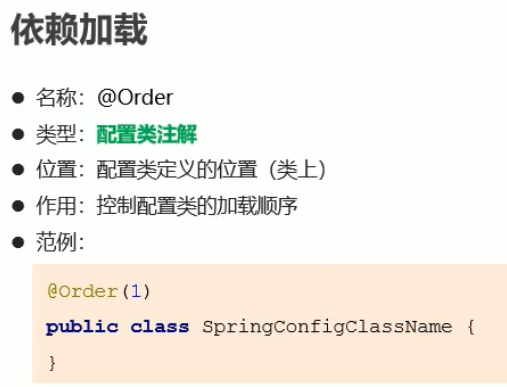 依赖加载
● 名称：@Order
● 类型：配置类注解
● 位置：配置类定义的位置（类上）
● 作用：控制配置类的加载顺序
● 范例：
@Order(1)
public class SpringConfigClassName {
}